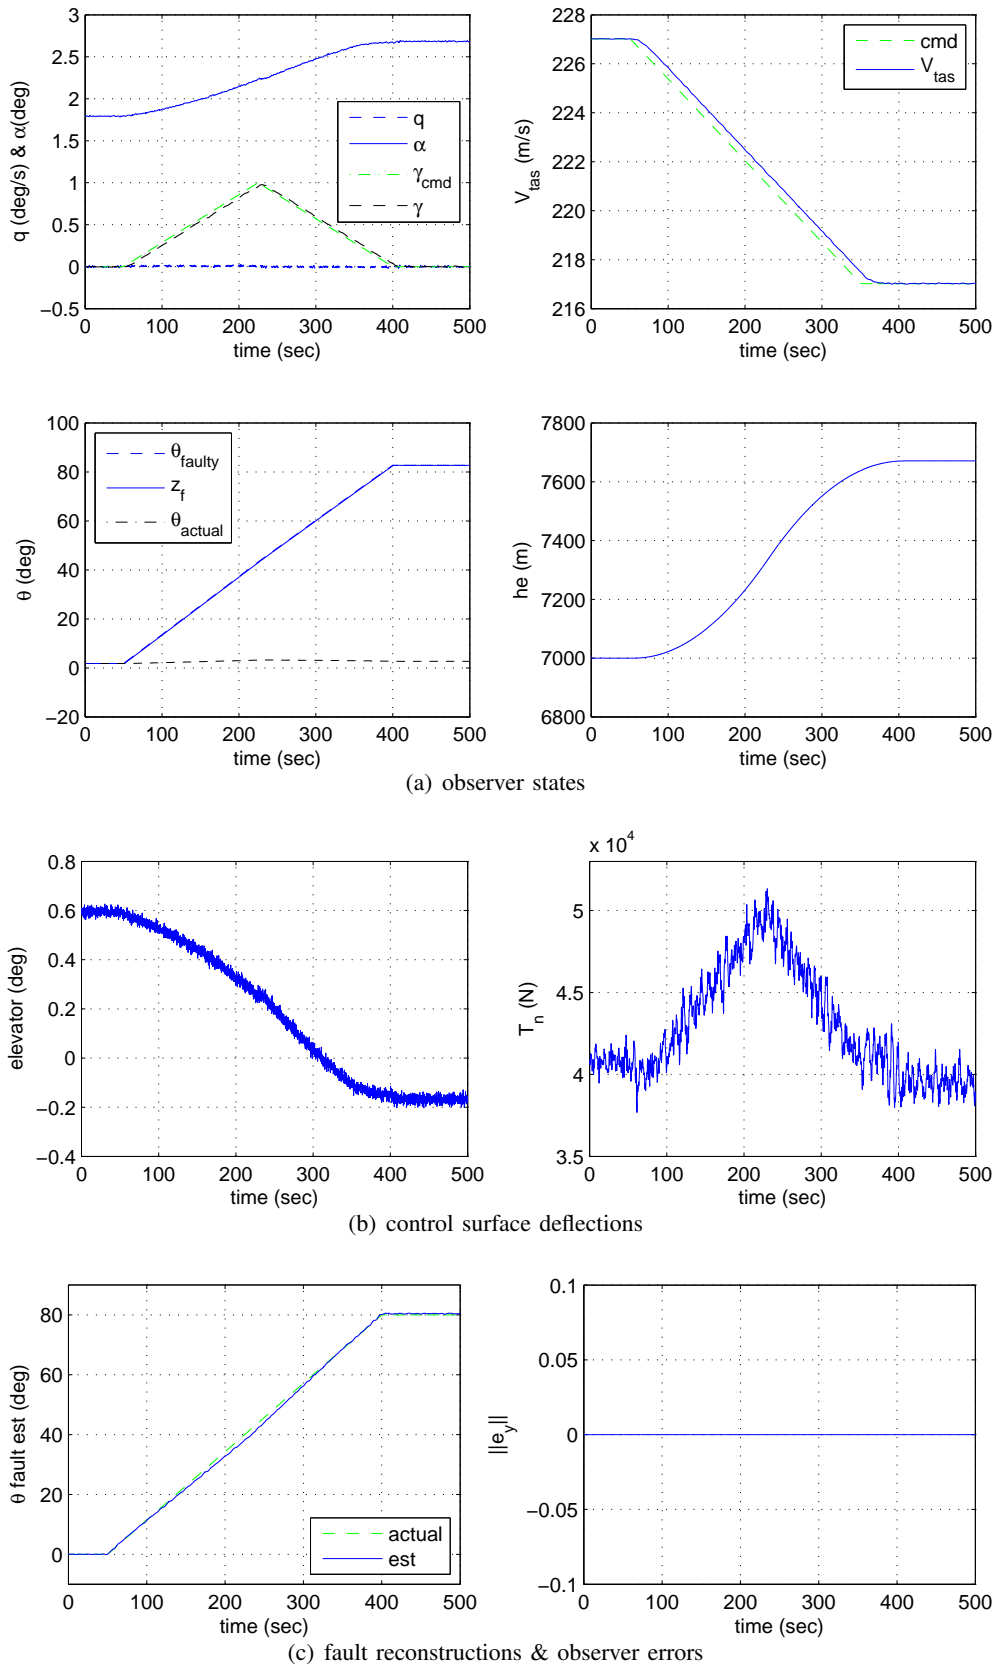 3
2.5
2
1.5
1
0.5
0
−0.5
q (deg/s) & α(deg)
q
α
γcmd
γ
0 100 200 300 400 500
time (sec)
228
226
224
222
220
218
216
Vtas (m/s)
cmd
Vtas
0 100 200 300 400 500
time (sec)
100
80
60
40
20
0
−20
θ (deg)
θfaulty
zf
θactual
0 100 200 300 400 500
time (sec)
7800
7600
7400
7200
7000
6800
he (m)
0 100 200 300 400 500
time (sec)
(a) observer states
0.8
0.6
0.4
0.2
0
−0.2
−0.4
elevator (deg)
0 100 200 300 400 500
time (sec)
x 10^4
5
4.5
4
3.5
Tn (N)
0 100 200 300 400 500
time (sec)
(b) control surface deflections
80
60
40
20
0
θ fault est (deg)
actual
est
0 100 200 300 400 500
time (sec)
0.1
0.05
0
−0.05
−0.1
||ey||
0 100 200 300 400 500
time (sec)
(c) fault reconstructions & observer errors